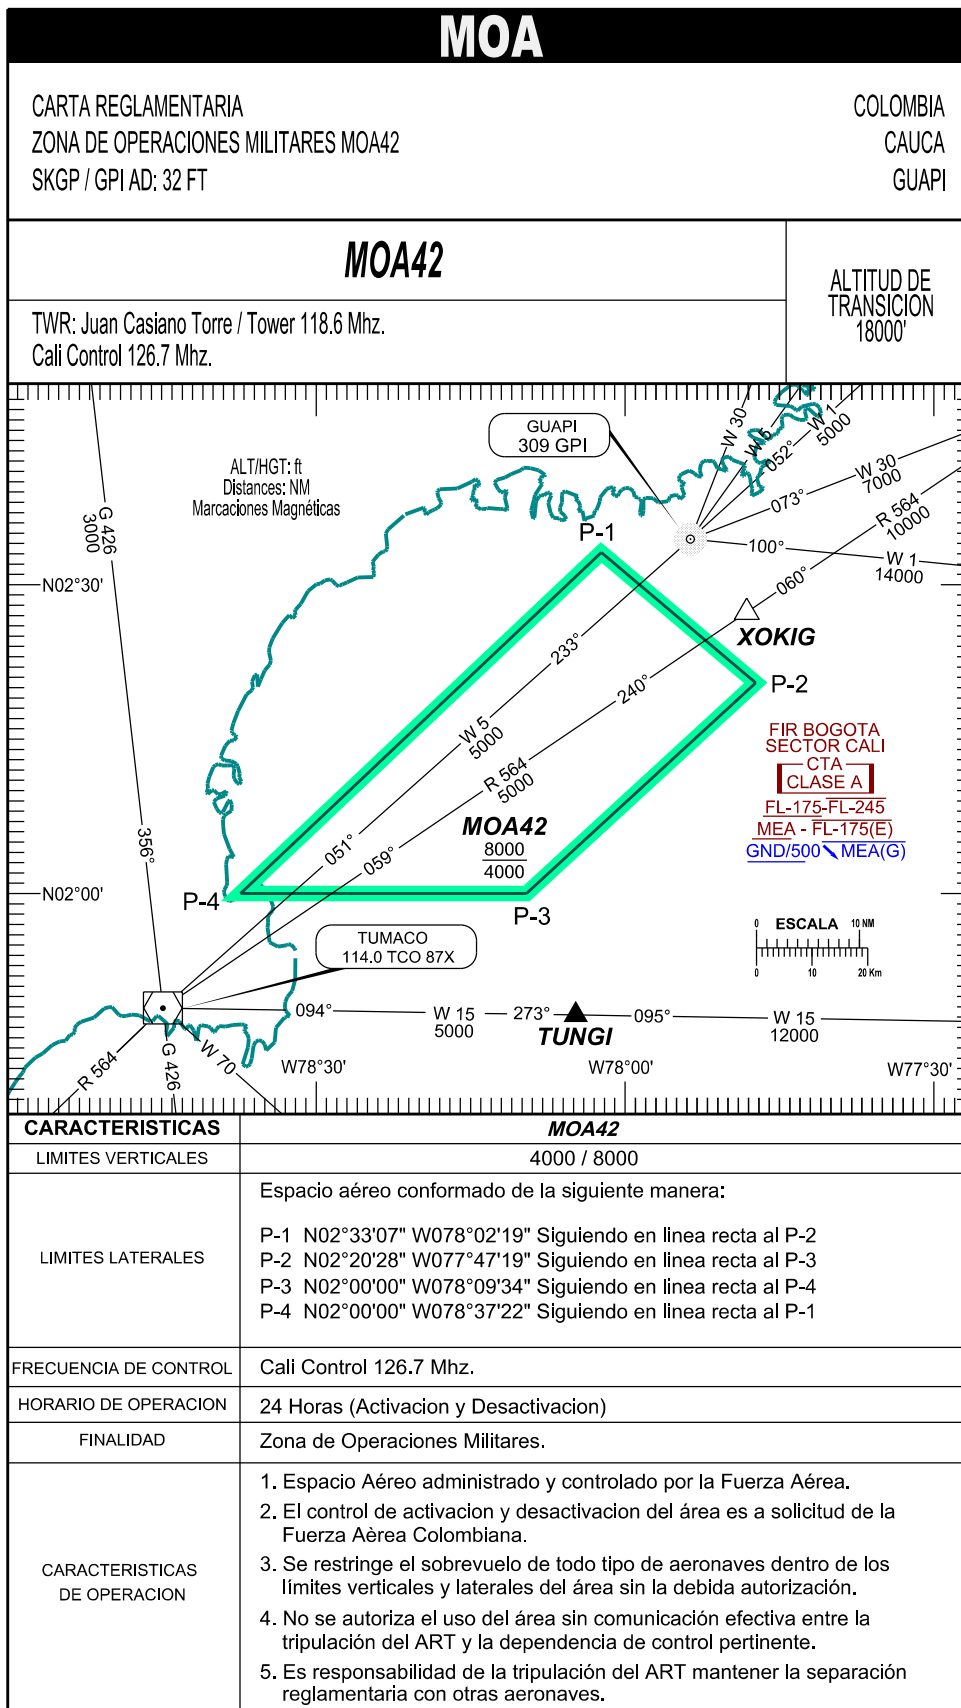 MOA
CARTA REGLAMENTARIA
ZONA DE OPERACIONES MILITARES MOA42
SKGP / GPI AD: 32 FT
COLOMBIA
CAUCA
GUAPI
MOA42
TWR: Juan Casiano Torre / Tower 118.6 Mhz.
Cali Control 126.7 Mhz.
ALTITUD DE
TRANSICION
18000'
GUAPI
309 GPI
ALT/HGT: ft
Distances: NM
Marcaciones Magnéticas
G 426
3000
W 30
W 5
W 1
5000
052°
W 30
7000
073°
R 564
10000
100°
W 1
14000
060°
P-1
N02°30'
XOKIG
233°
240°
P-2
W 5
5000
R 564
5000
FIR BOGOTA
SECTOR CALI
CTA
CLASE A
FL-175-FL-245
MEA - FL-175(E)
GND/500 MEA(G)
MOA42
8000
4000
356°
051°
059°
N02°00'
P-4
P-3
0 ESCALA 10 NM
0 10 20 Km
TUMACO
114.0 TCO 87X
094°
W 15
5000
273°
TUNGI
095°
W 15
12000
R 564
G 426
W 70
W78°30'
W78°00'
W77°30'
CARACTERISTICAS
MOA42
LIMITES VERTICALES
4000 / 8000
LIMITES LATERALES
Espacio aéreo conformado de la siguiente manera:
P-1 N02°33'07" W078°02'19" Siguiendo en linea recta al P-2
P-2 N02°20'28" W077°47'19" Siguiendo en linea recta al P-3
P-3 N02°00'00" W078°09'34" Siguiendo en linea recta al P-4
P-4 N02°00'00" W078°37'22" Siguiendo en linea recta al P-1
FRECUENCIA DE CONTROL
Cali Control 126.7 Mhz.
HORARIO DE OPERACION
24 Horas (Activacion y Desactivacion)
FINALIDAD
Zona de Operaciones Militares.
CARACTERISTICAS
DE OPERACION
1. Espacio Aéreo administrado y controlado por la Fuerza Aérea.
2. El control de activacion y desactivacion del área es a solicitud de la
Fuerza Aèrea Colombiana.
3. Se restringe el sobrevuelo de todo tipo de aeronaves dentro de los
límites verticales y laterales del área sin la debida autorización.
4. No se autoriza el uso del área sin comunicación efectiva entre la
tripulación del ART y la dependencia de control pertinente.
5. Es responsabilidad de la tripulación del ART mantener la separación
reglamentaria con otras aeronaves.